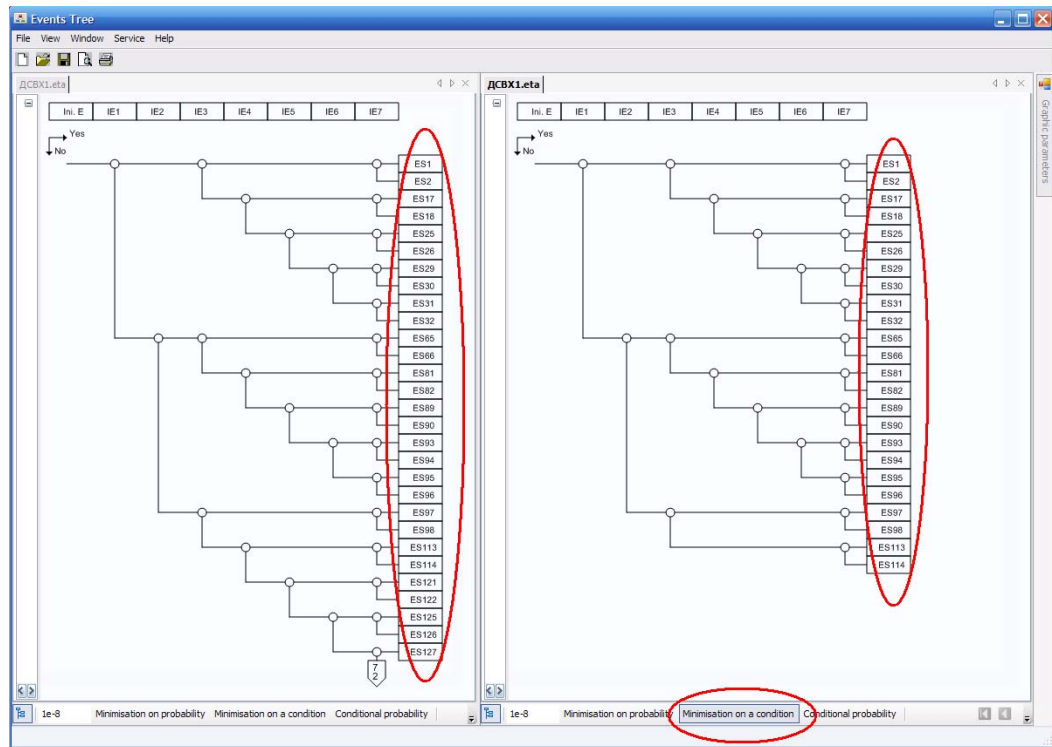 Events Tree
File View Window Service Help
ДСВХ1.eta
Ini. E IE1 IE2 IE3 IE4 IE5 IE6 IE7
Yes
No
ES1
ES2
ES17
ES18
ES25
ES26
ES29
ES30
ES31
ES32
ES65
ES66
ES81
ES82
ES89
ES90
ES93
ES94
ES95
ES96
ES97
ES98
ES113
ES114
ES121
ES122
ES125
ES126
ES127
7
2
1e-8 Minimisation on probability Minimisation on a condition Conditional probability
ДСВХ1.eta
Ini. E IE1 IE2 IE3 IE4 IE5 IE6 IE7
Yes
No
ES1
ES2
ES17
ES18
ES25
ES26
ES29
ES30
ES31
ES32
ES65
ES66
ES81
ES82
ES89
ES90
ES93
ES94
ES95
ES96
ES97
ES98
ES113
ES114
1e-8 Minimisation on probability Minimisation on a condition Conditional probability
Graphic parameters